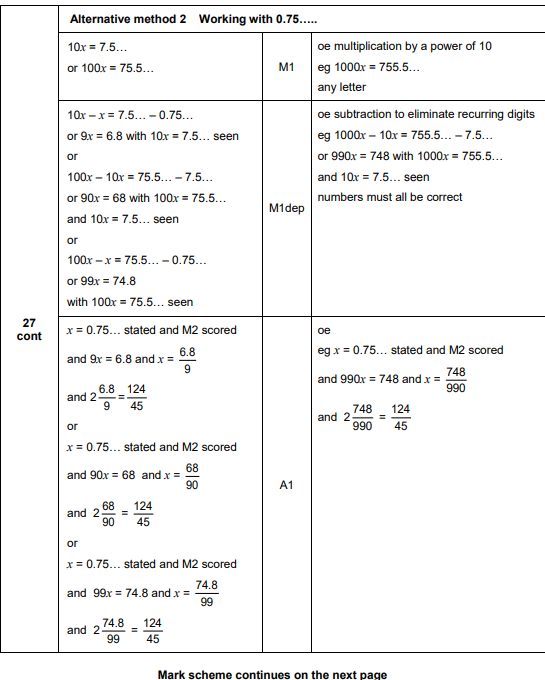 Alternative method 2 Working with 0.75…..
10x = 7.5…
or 100x = 75.5…
M1
oe multiplication by a power of 10
eg 1000x = 755.5…
any letter
10x – x = 7.5… – 0.75…
or 9x = 6.8 with 10x = 7.5… seen
or
100x – 10x = 75.5… – 7.5…
or 90x = 68 with 100x = 75.5…
and 10x = 7.5… seen
or
100x – x = 75.5… – 0.75…
or 99x = 74.8
with 100x = 75.5… seen
M1dep
oe subtraction to eliminate recurring digits
eg 1000x – 10x = 755.5… – 7.5…
or 990x = 748 with 1000x = 755.5…
and 10x = 7.5… seen
numbers must all be correct
27
cont
x = 0.75… stated and M2 scored
and 9x = 6.8 and x = 6.8/9
and 2 6.8/9 = 124/45
or
x = 0.75… stated and M2 scored
and 90x = 68 and x = 68/90
and 2 68/90 = 124/45
or
x = 0.75… stated and M2 scored
and 99x = 74.8 and x = 74.8/99
and 2 74.8/99 = 124/45
A1
oe
eg x = 0.75… stated and M2 scored
and 990x = 748 and x = 748/990
and 2 748/990 = 124/45
Mark scheme continues on the next page